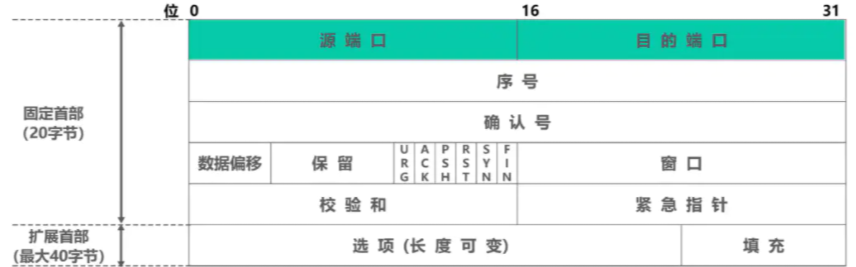 位 0 16 31
源端口 目的端口
序号
固定首部
(20字节)
确认号
数据偏移 保留 URG ACK PSH RST SYN FIN 窗口
校验和 紧急指针
扩展首部
(最大40字节)
选项(长度可变) 填充